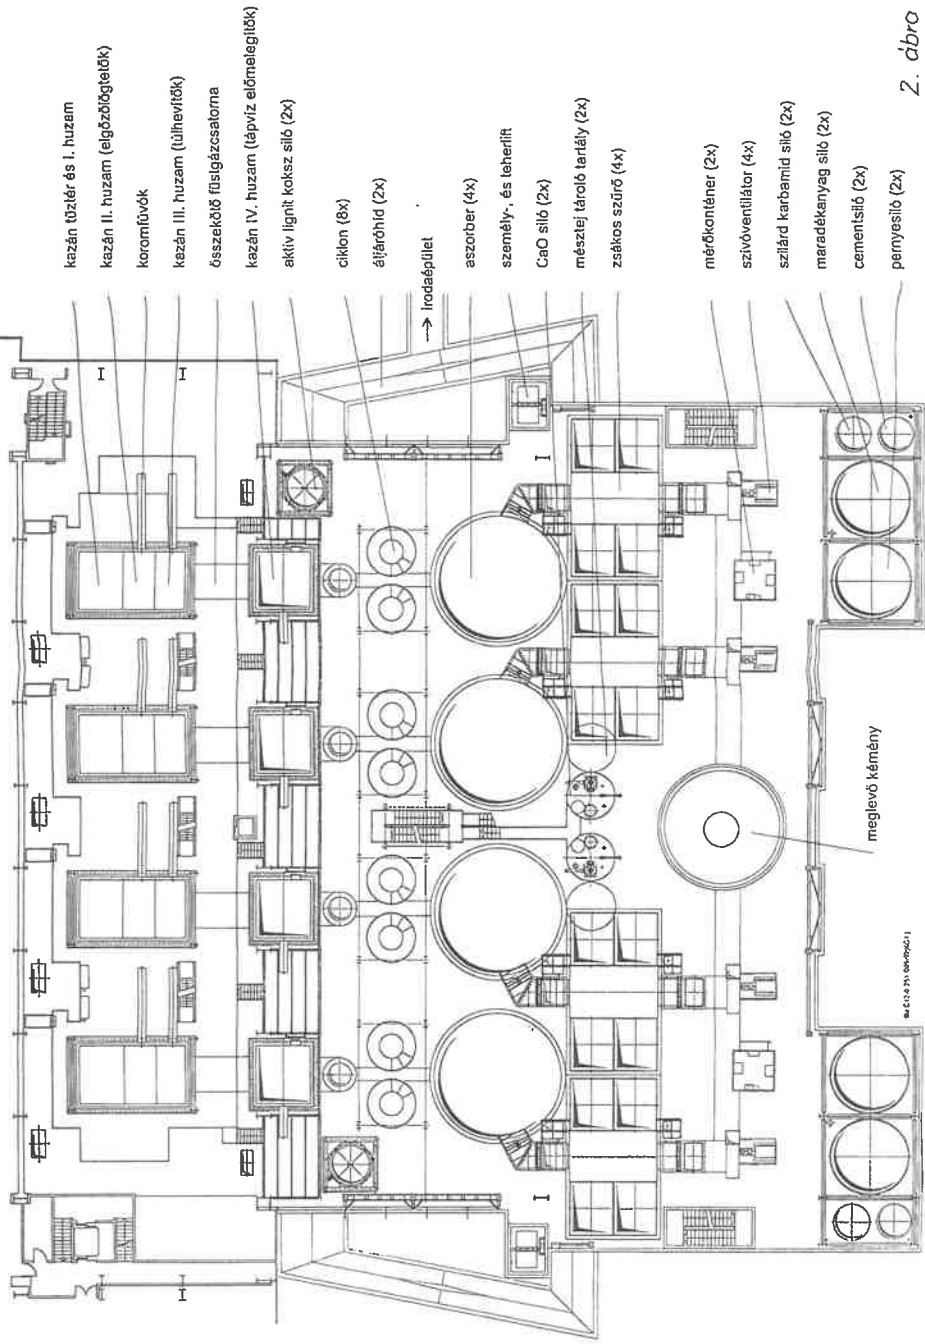 kazán tűztér és I. huzam
kazán II. huzam (elgőzölögtetők)
koromfúvók
kazán III. huzam (túlhevítők)
összekötő füstgázcsatorna
kazán IV. huzam (tápvíz előmelegítők)
aktív lignit koksz siló (2x)
ciklon (8x)
átjáróhíd (2x)
→ Irodaépület
aszorber (4x)
személy-, és teherlift
CaO siló (2x)
mésztej tároló tartály (2x)
zsákos szűrő (4x)
mérőkonténer (2x)
szívóventilátor (4x)
szilárd karbamid siló (2x)
maradékanyag siló (2x)
cementsiló (2x)
pernyesiló (2x)
meglevő kémény
2. ábra